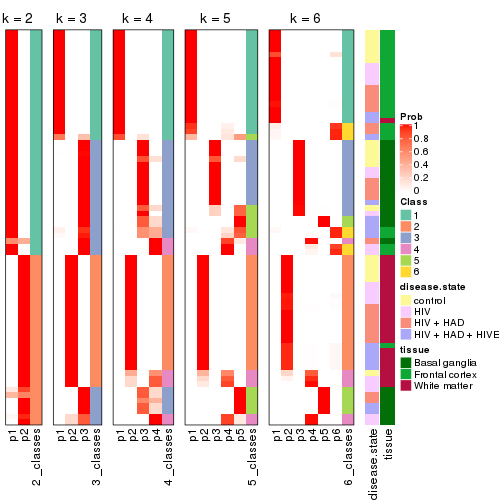 k = 2 k = 3 k = 4 k = 5 k = 6
Prob
1
0.8
0.6
0.4
0.2
0
Class
1
2
3
4
5
6
disease.state
control
HIV
HIV + HAD
HIV + HAD + HIVE
tissue
Basal ganglia
Frontal cortex
White matter
p1 p2 2_classes p1 p2 p3 3_classes p1 p2 p3 p4 4_classes p1 p2 p3 p4 p5 5_classes p1 p2 p3 p4 p5 p6 6_classes disease.state tissue